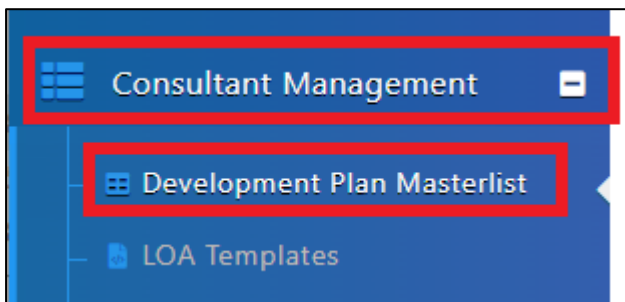 Consultant Management
Development Plan Masterlist
LOA Templates